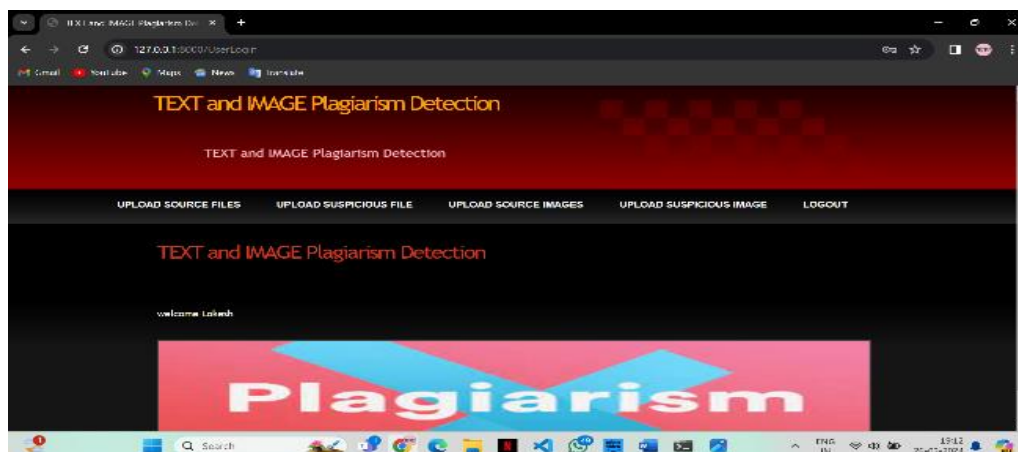 TEXT and IMAGE Plagiarism Det
127.0.0.1:8000/UserLogin
Gmail YouTube Maps News Translate
TEXT and IMAGE Plagiarism Detection
TEXT and IMAGE Plagiarism Detection
UPLOAD SOURCE FILES UPLOAD SUSPICIOUS FILE UPLOAD SOURCE IMAGES UPLOAD SUSPICIOUS IMAGE LOGOUT
TEXT and IMAGE Plagiarism Detection
welcome Lokesh
Plagiarism
Search
ENG 19:12
IN